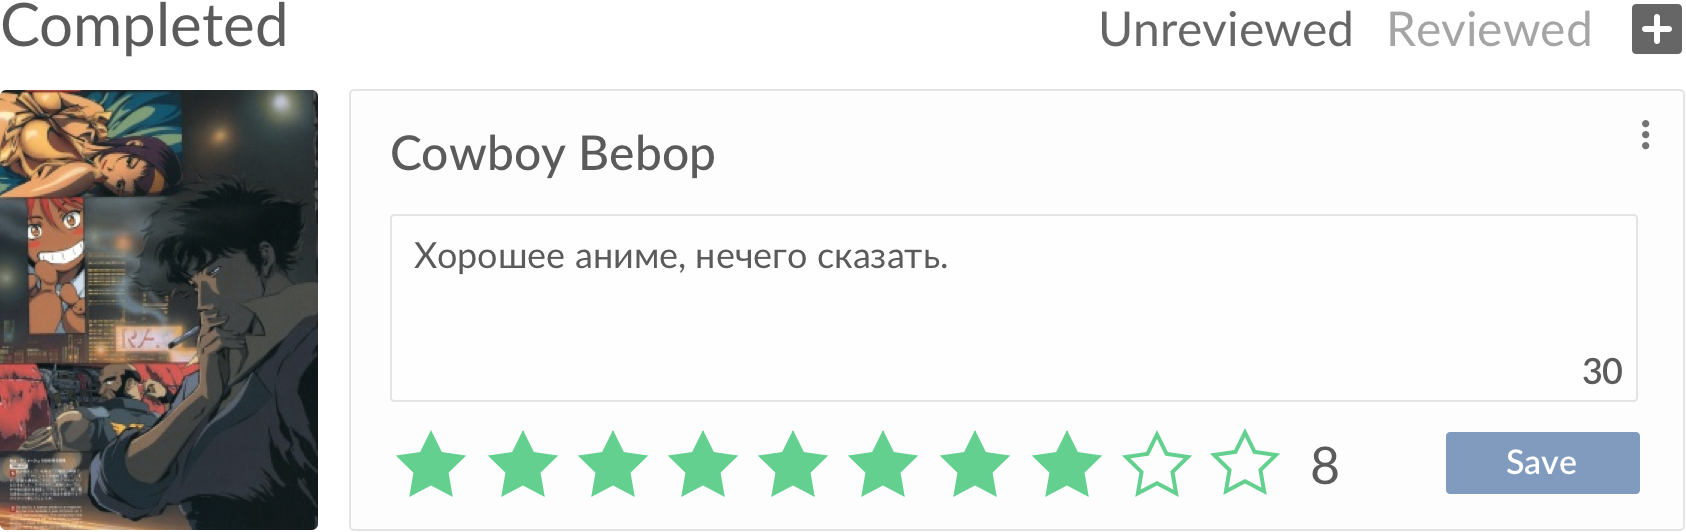 Completed
Unreviewed Reviewed
Cowboy Bebop
Хорошее аниме, нечего сказать.
30
8
Save